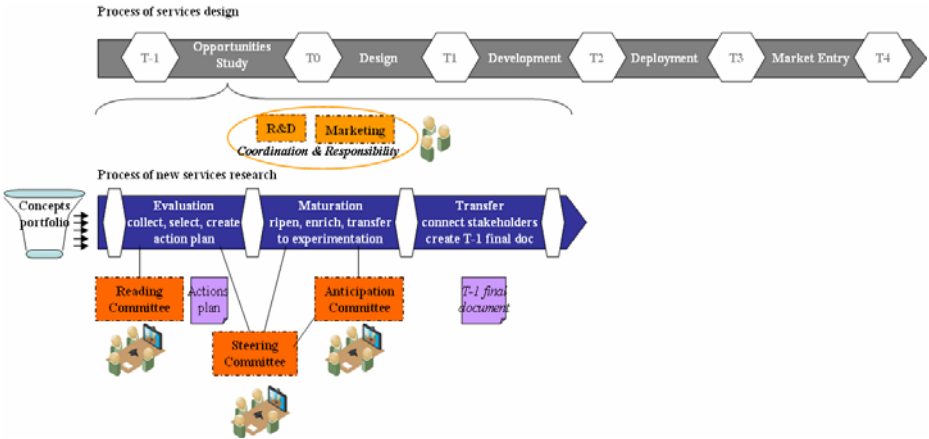 Process of services design
T-1
Opportunities
Study
T0
Design
T1
Development
T2
Deployment
T3
Market Entry
T4
R&D
Marketing
Coordination & Responsibility
Process of new services research
Concepts
portfolio
Evaluation
collect, select, create
action plan
Maturation
ripen, enrich, transfer
to experimentation
Transfer
connect stakeholders
create T-1 final doc
Reading
Committee
Actions
plan
Steering
Committee
Anticipation
Committee
T-1 final
document